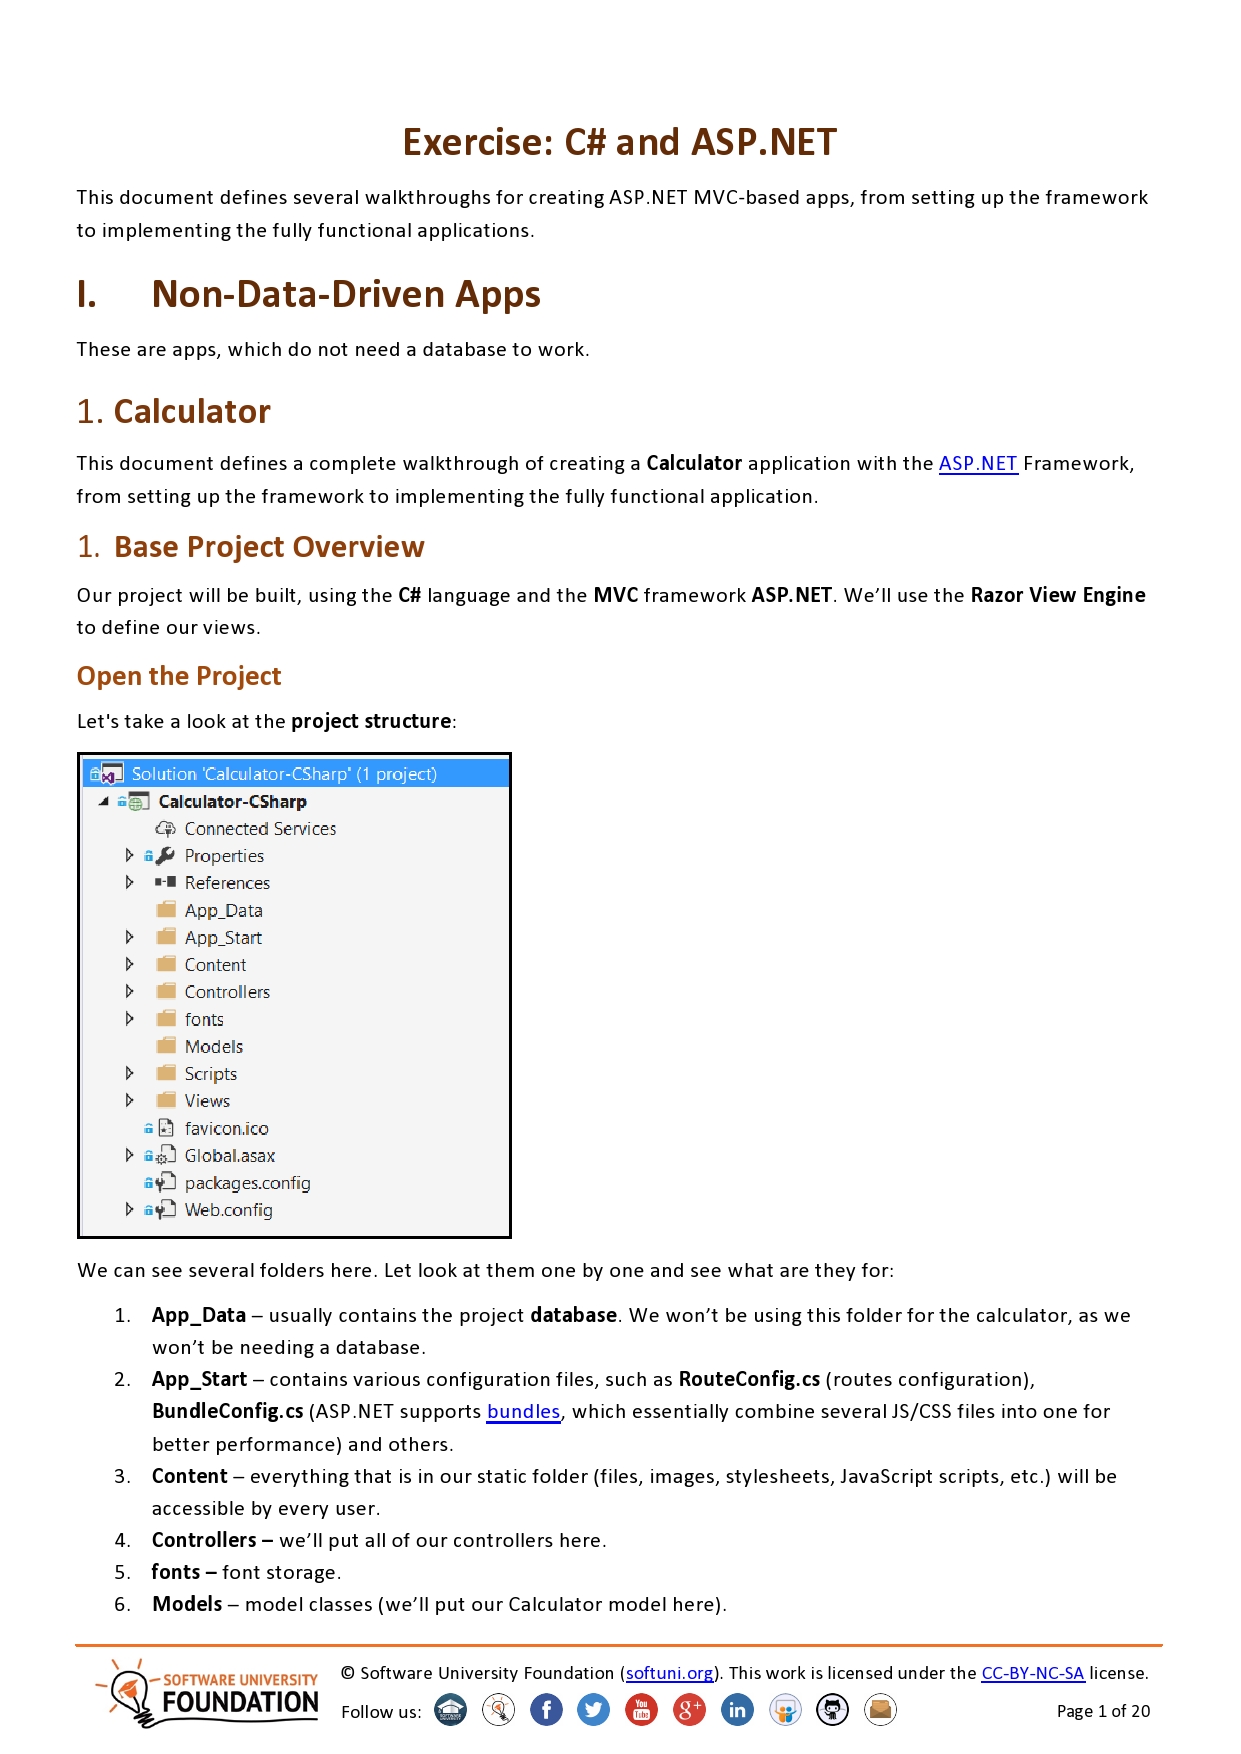 Exercise: C# and ASP.NET
This document defines several walkthroughs for creating ASP.NET MVC-based apps, from setting up the framework
to implementing the fully functional applications.
I. Non-Data-Driven Apps
These are apps, which do not need a database to work.
1. Calculator
This document defines a complete walkthrough of creating a Calculator application with the ASP.NET Framework,
from setting up the framework to implementing the fully functional application.
1. Base Project Overview
Our project will be built, using the C# language and the MVC framework ASP.NET. We’ll use the Razor View Engine
to define our views.
Open the Project
Let's take a look at the project structure:
Solution 'Calculator-CSharp' (1 project)
Calculator-CSharp
Connected Services
Properties
References
App_Data
App_Start
Content
Controllers
fonts
Models
Scripts
Views
favicon.ico
Global.asax
packages.config
Web.config
We can see several folders here. Let look at them one by one and see what are they for:
1. App_Data – usually contains the project database. We won’t be using this folder for the calculator, as we
won’t be needing a database.
2. App_Start – contains various configuration files, such as RouteConfig.cs (routes configuration),
BundleConfig.cs (ASP.NET supports bundles, which essentially combine several JS/CSS files into one for
better performance) and others.
3. Content – everything that is in our static folder (files, images, stylesheets, JavaScript scripts, etc.) will be
accessible by every user.
4. Controllers – we’ll put all of our controllers here.
5. fonts – font storage.
6. Models – model classes (we’ll put our Calculator model here).
SOFTWARE UNIVERSITY
FOUNDATION
© Software University Foundation (softuni.org). This work is licensed under the CC-BY-NC-SA license.
Follow us:
Page 1 of 20